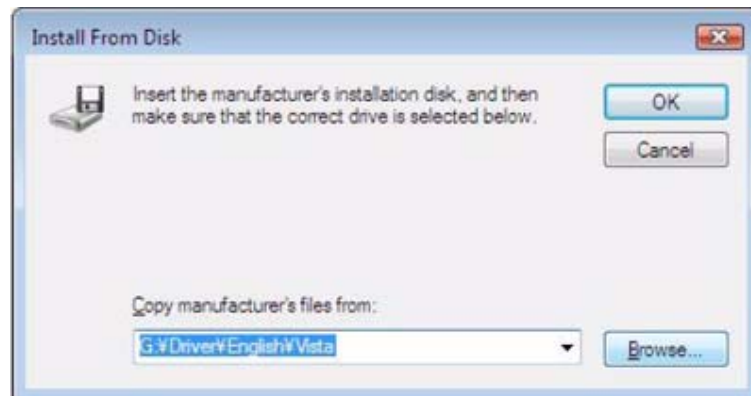 Install From Disk
Insert the manufacturer's installation disk, and then
make sure that the correct drive is selected below.
OK
Cancel
Copy manufacturer's files from:
G:¥Driver¥English¥Vista
Browse...